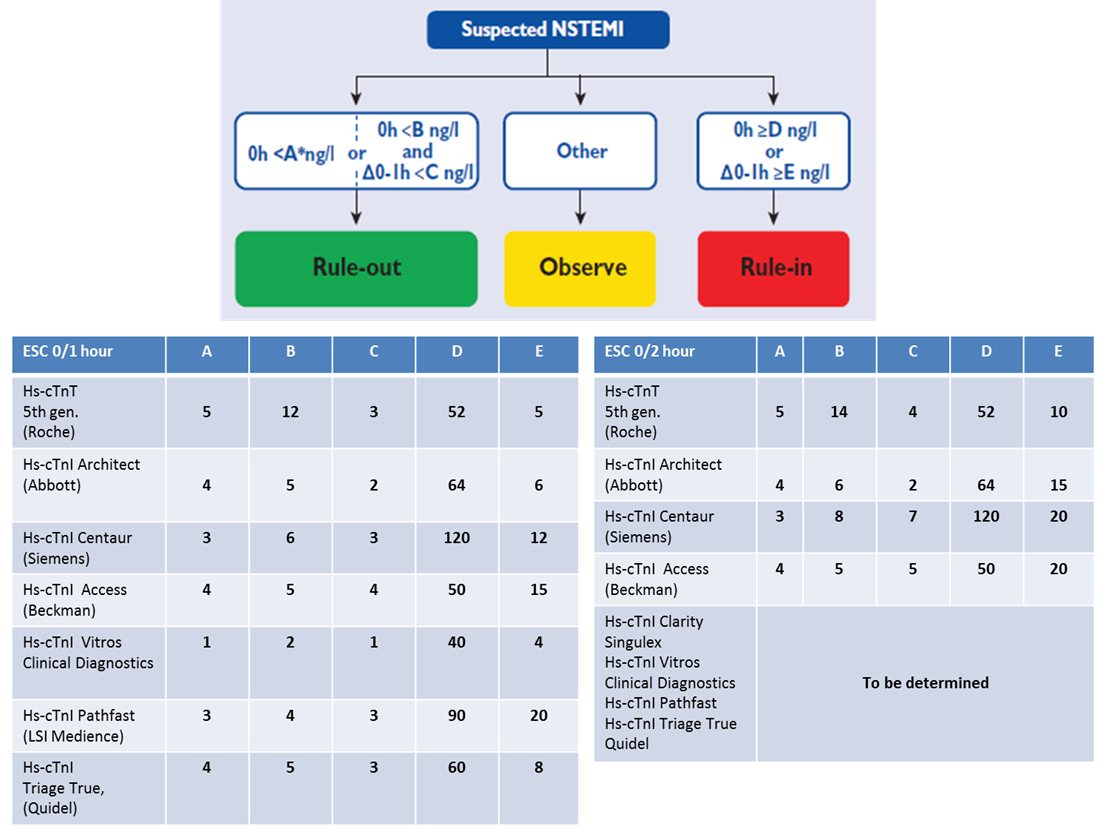 Suspected NSTEMI
0h <A*ng/l or
0h <B ng/l
and
Δ0-1h <C ng/l
Other
0h ≥D ng/l
or
Δ0-1h ≥E ng/l
Rule-out
Observe
Rule-in
ESC 0/1 hour A B C D E
Hs-cTnT
5th gen.
(Roche)
5 12 3 52 5
Hs-cTnI Architect
(Abbott)
4 5 2 64 6
Hs-cTnI Centaur
(Siemens)
3 6 3 120 12
Hs-cTnI Access
(Beckman)
4 5 4 50 15
Hs-cTnI Vitros
Clinical Diagnostics
1 2 1 40 4
Hs-cTnI Pathfast
(LSI Medience)
3 4 3 90 20
Hs-cTnI
Triage True,
(Quidel)
4 5 3 60 8
ESC 0/2 hour A B C D E
Hs-cTnT
5th gen.
(Roche)
5 14 4 52 10
Hs-cTnI Architect
(Abbott)
4 6 2 64 15
Hs-cTnI Centaur
(Siemens)
3 8 7 120 20
Hs-cTnI Access
(Beckman)
4 5 5 50 20
Hs-cTnI Clarity
Singulex
Hs-cTnI Vitros
Clinical Diagnostics
Hs-cTnI Pathfast
Hs-cTnI Triage True
Quidel
To be determined